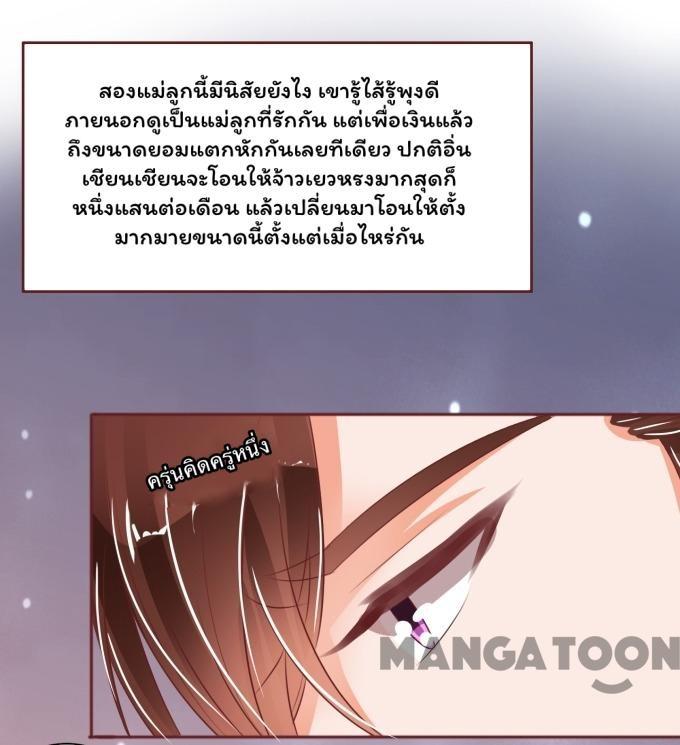 สองแม่ลูกนี้มีนิสัยยังไง เขารู้ไส้รู้พุงดี
ภายนอกดูเป็นแม่ลูกที่รักกัน แต่เพื่อเงินแล้ว
ถึงขนาดยอมแตกหักกันเลยทีเดียว ปกติอิ่น
เชียนเชียนจะโอนให้จ้าวเยวหรงมากสุดก็
หนึ่งแสนต่อเดือน แล้วเปลี่ยนมาโอนให้ตั้ง
มากมายขนาดนี้ตั้งแต่เมื่อไหร่กัน
ครุ่นคิดครู่หนึ่ง
MANGATOON